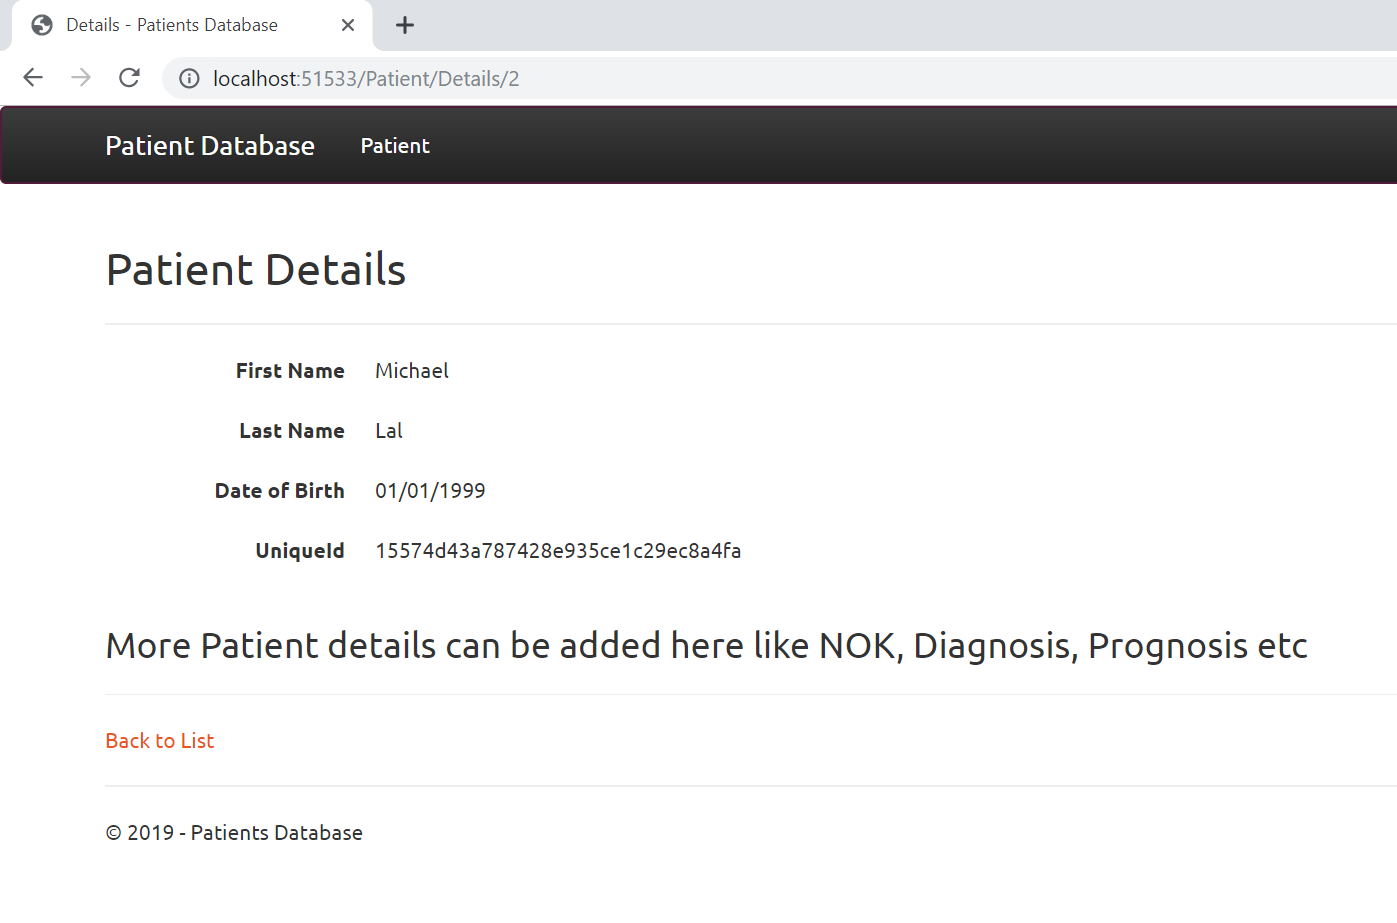 Details - Patients Database
localhost:51533/Patient/Details/2
Patient Database Patient
Patient Details
First Name Michael
Last Name Lal
Date of Birth 01/01/1999
UniqueId 15574d43a787428e935ce1c29ec8a4fa
More Patient details can be added here like NOK, Diagnosis, Prognosis etc
Back to List
© 2019 - Patients Database